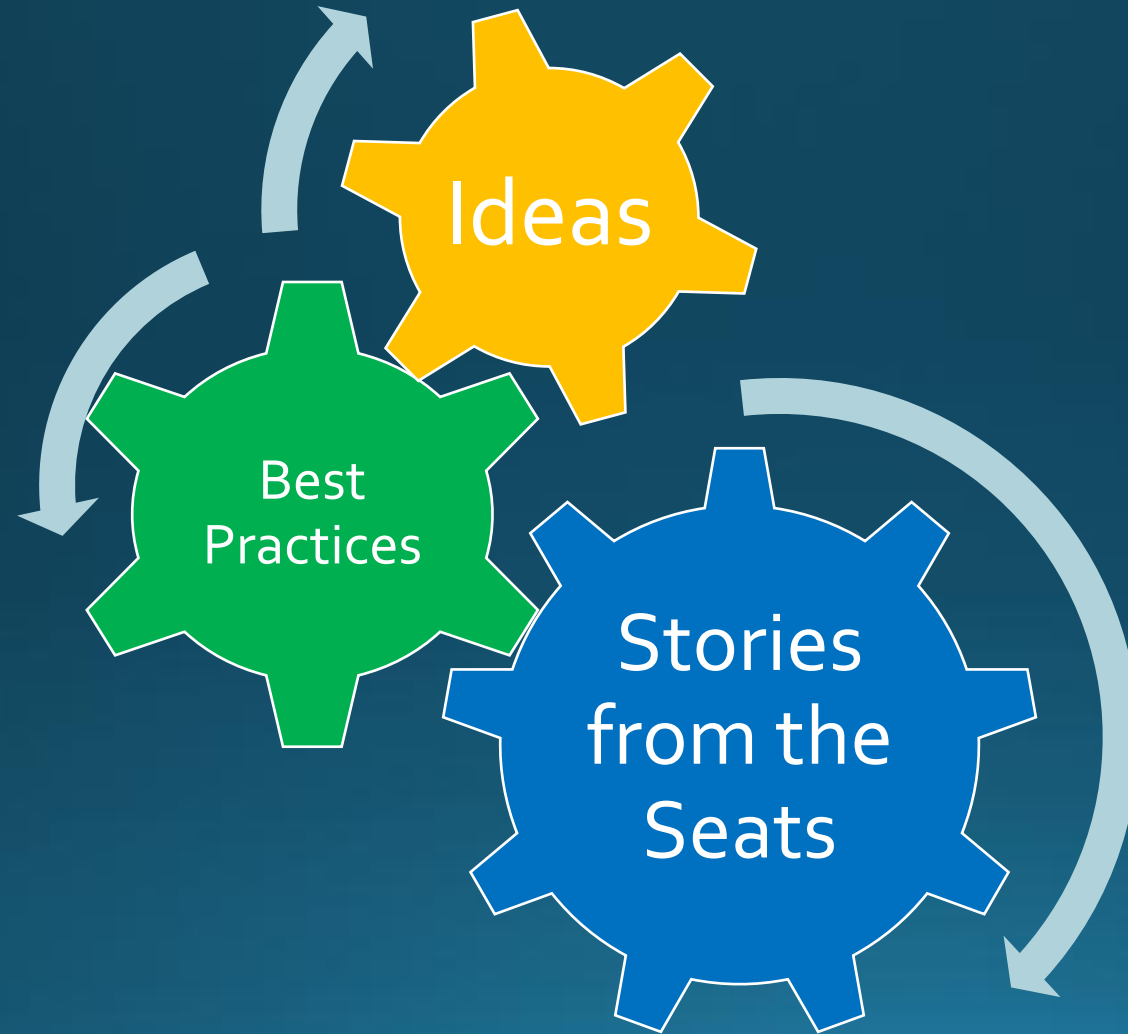 Ideas
Best
Practices
Stories
from the
Seats